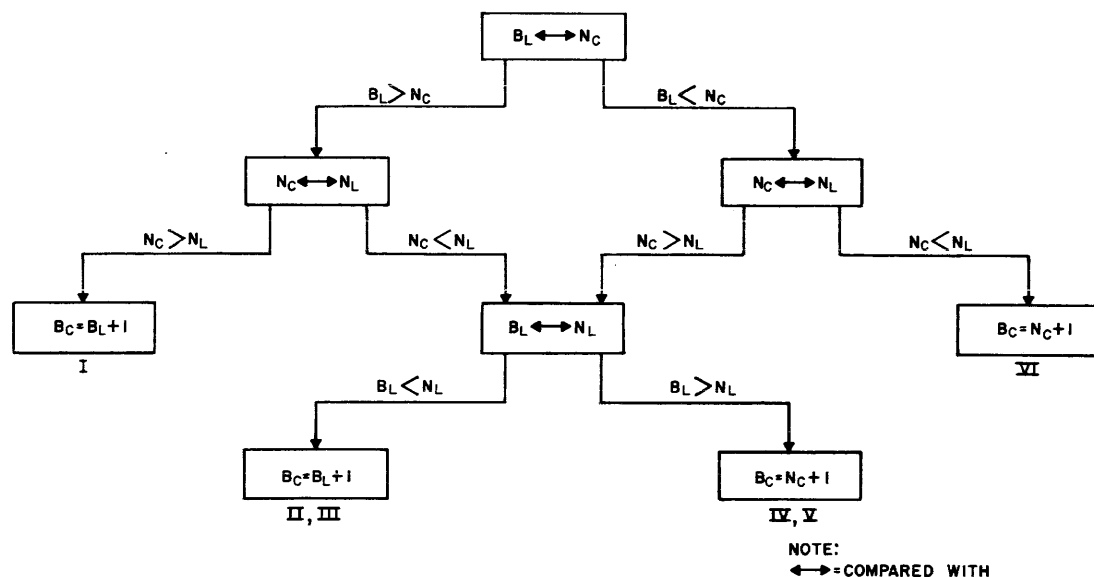 B_L ↔ N_C
B_L > N_C
B_L < N_C
N_C ↔ N_L
N_C ↔ N_L
N_C > N_L
N_C < N_L
N_C > N_L
N_C < N_L
B_C = B_L + 1
I
B_L ↔ N_L
B_C = N_C + 1
VI
B_L < N_L
B_L > N_L
B_C = B_L + 1
II, III
B_C = N_C + 1
IV, V
NOTE:
↔ = COMPARED WITH